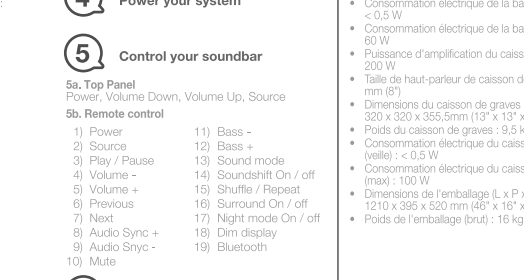 :
4 Power your system
5 Control your soundbar
5a. Top Panel
Power, Volume Down, Volume Up, Source
5b. Remote control
1) Power
2) Source
3) Play / Pause
4) Volume -
5) Volume +
6) Previous
7) Next
8) Audio Sync +
9) Audio Snyc -
10) Mute
11) Bass -
12) Bass +
13) Sound mode
14) Soundshift On / off
15) Shuffle / Repeat
16) Surround On / off
17) Night mode On / off
18) Dim display
19) Bluetooth
• Consommation électrique de la
< 0,5 W
• Consommation électrique de la
60 W
• Puissance d'amplification du
200 W
• Taille de haut-parleur de caisson
mm (8")
• Dimensions du caisson de graves
320 x 320 x 355,5mm (13" x 13" x
• Poids du caisson de graves : 9,5
• Consommation électrique du
(veille) : < 0,5 W
• Consommation électrique du
(max) : 100 W
• Dimensions de l'emballage (L x P x
1210 x 395 x 520 mm (46" x 16" x
• Poids de l'emballage (brut) : 16 kg